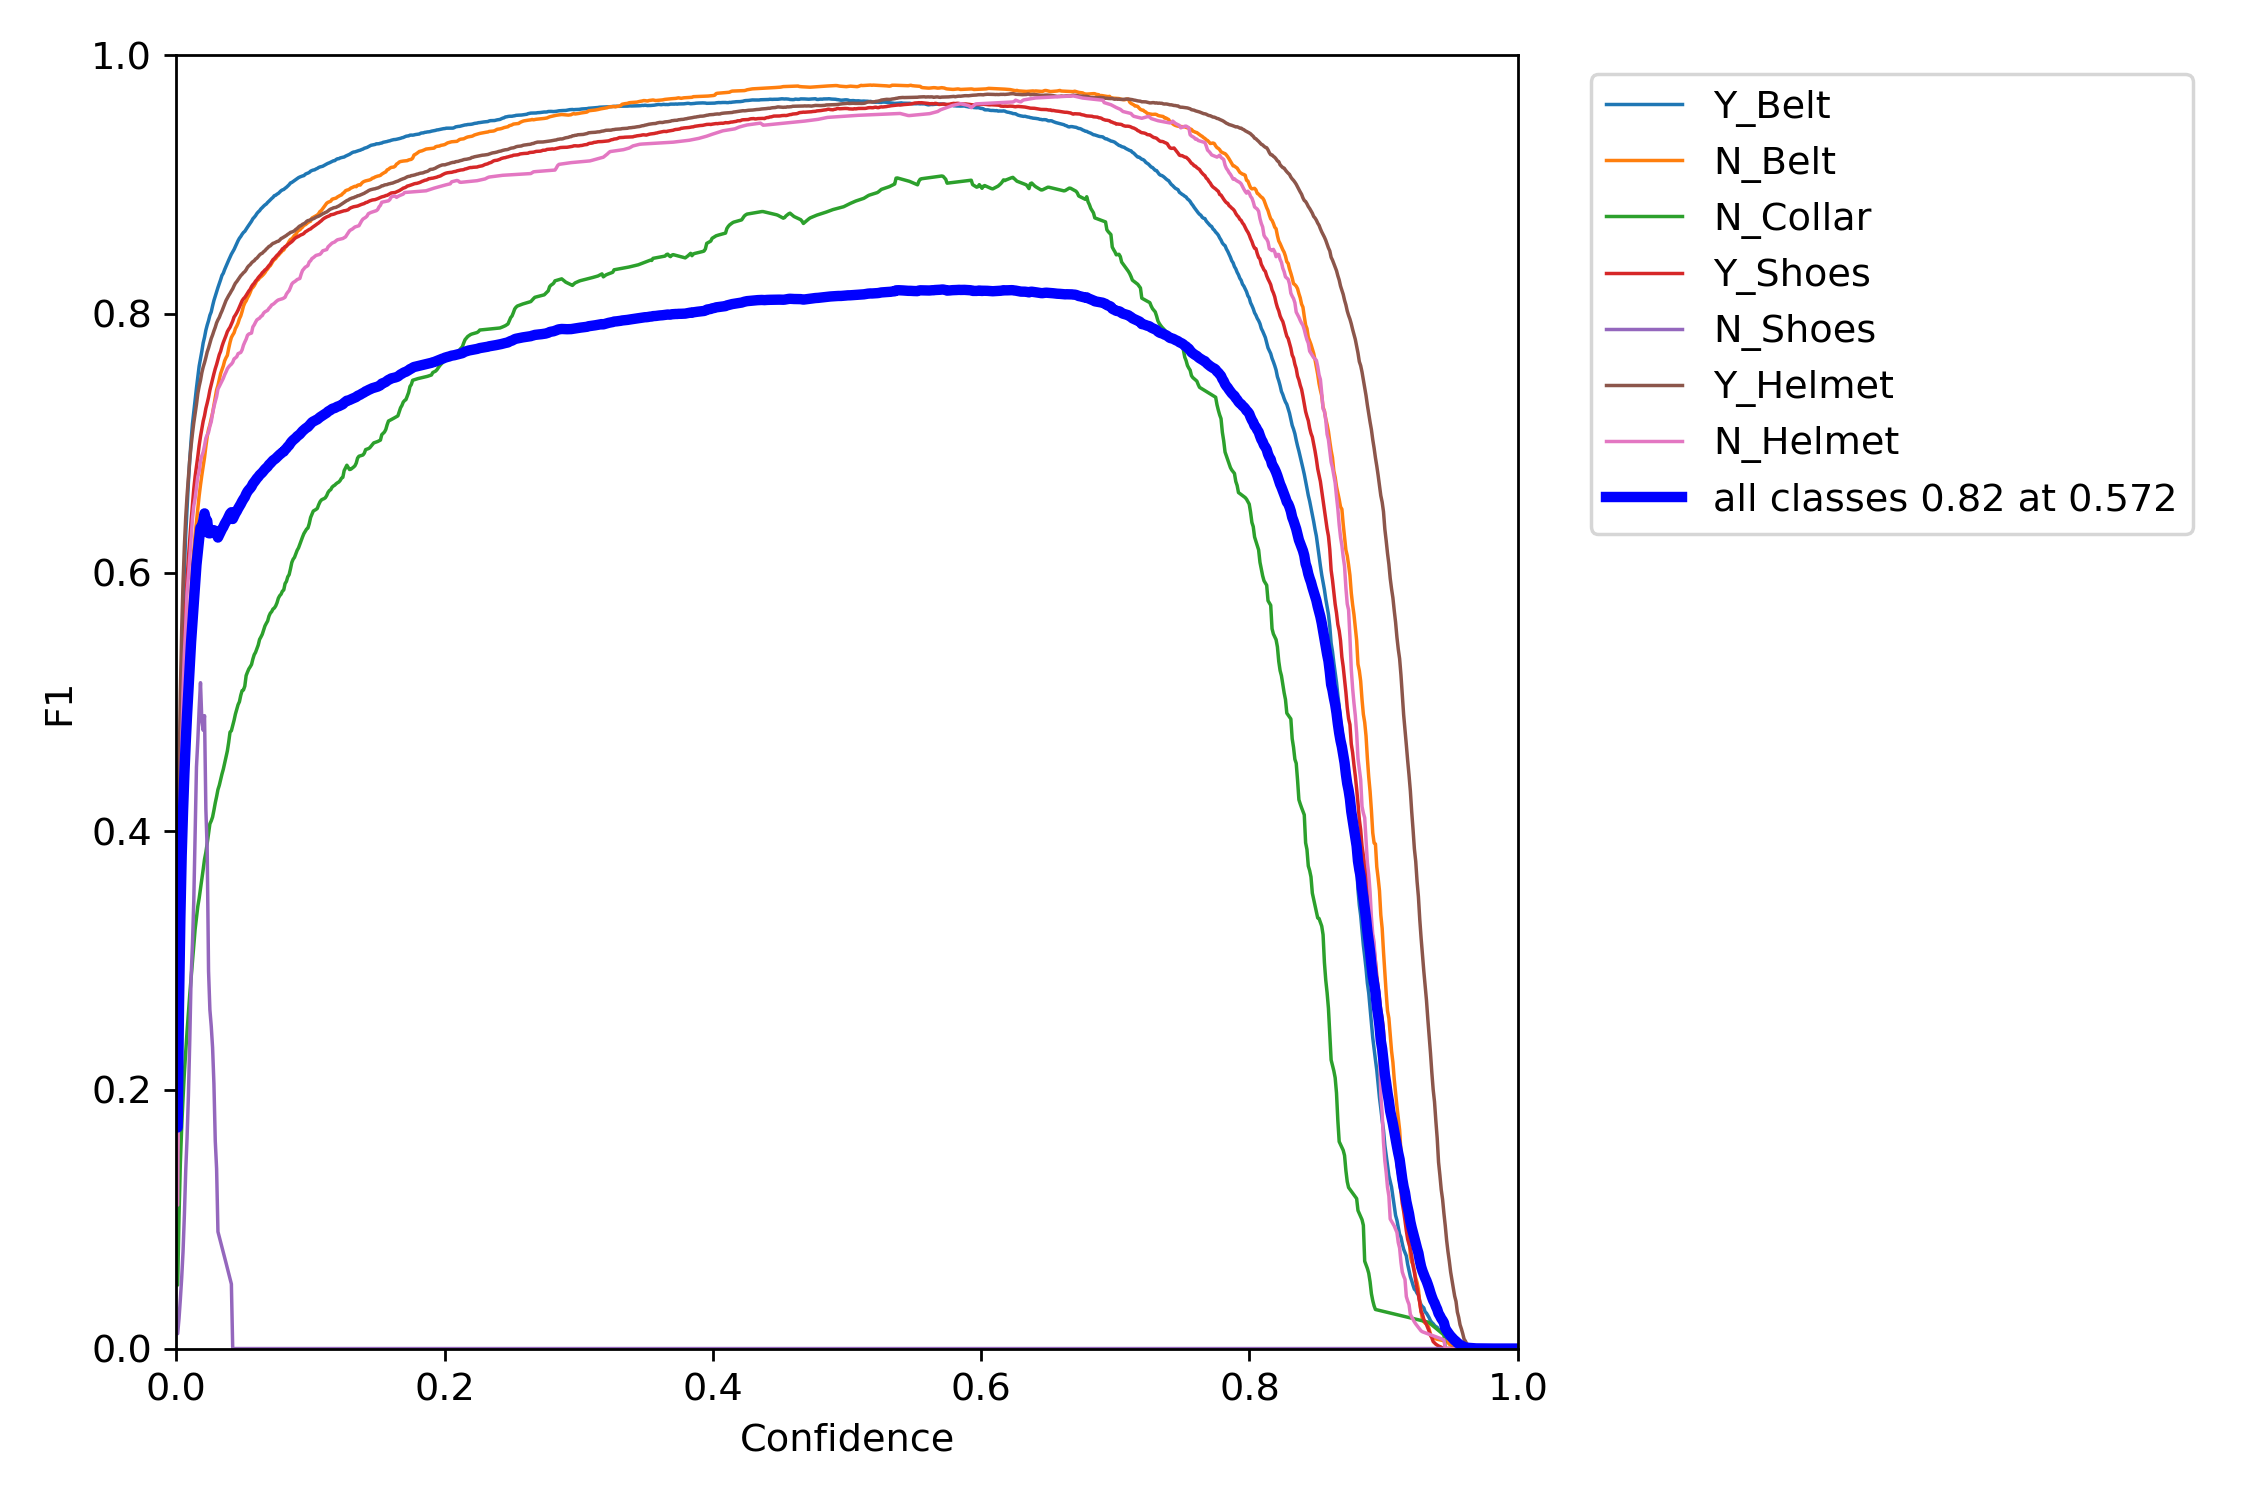 1.0
0.8
0.6
0.4
0.2
0.0
F1
0.0 0.2 0.4 0.6 0.8 1.0
Confidence
Y_Belt
N_Belt
N_Collar
Y_Shoes
N_Shoes
Y_Helmet
N_Helmet
all classes 0.82 at 0.572